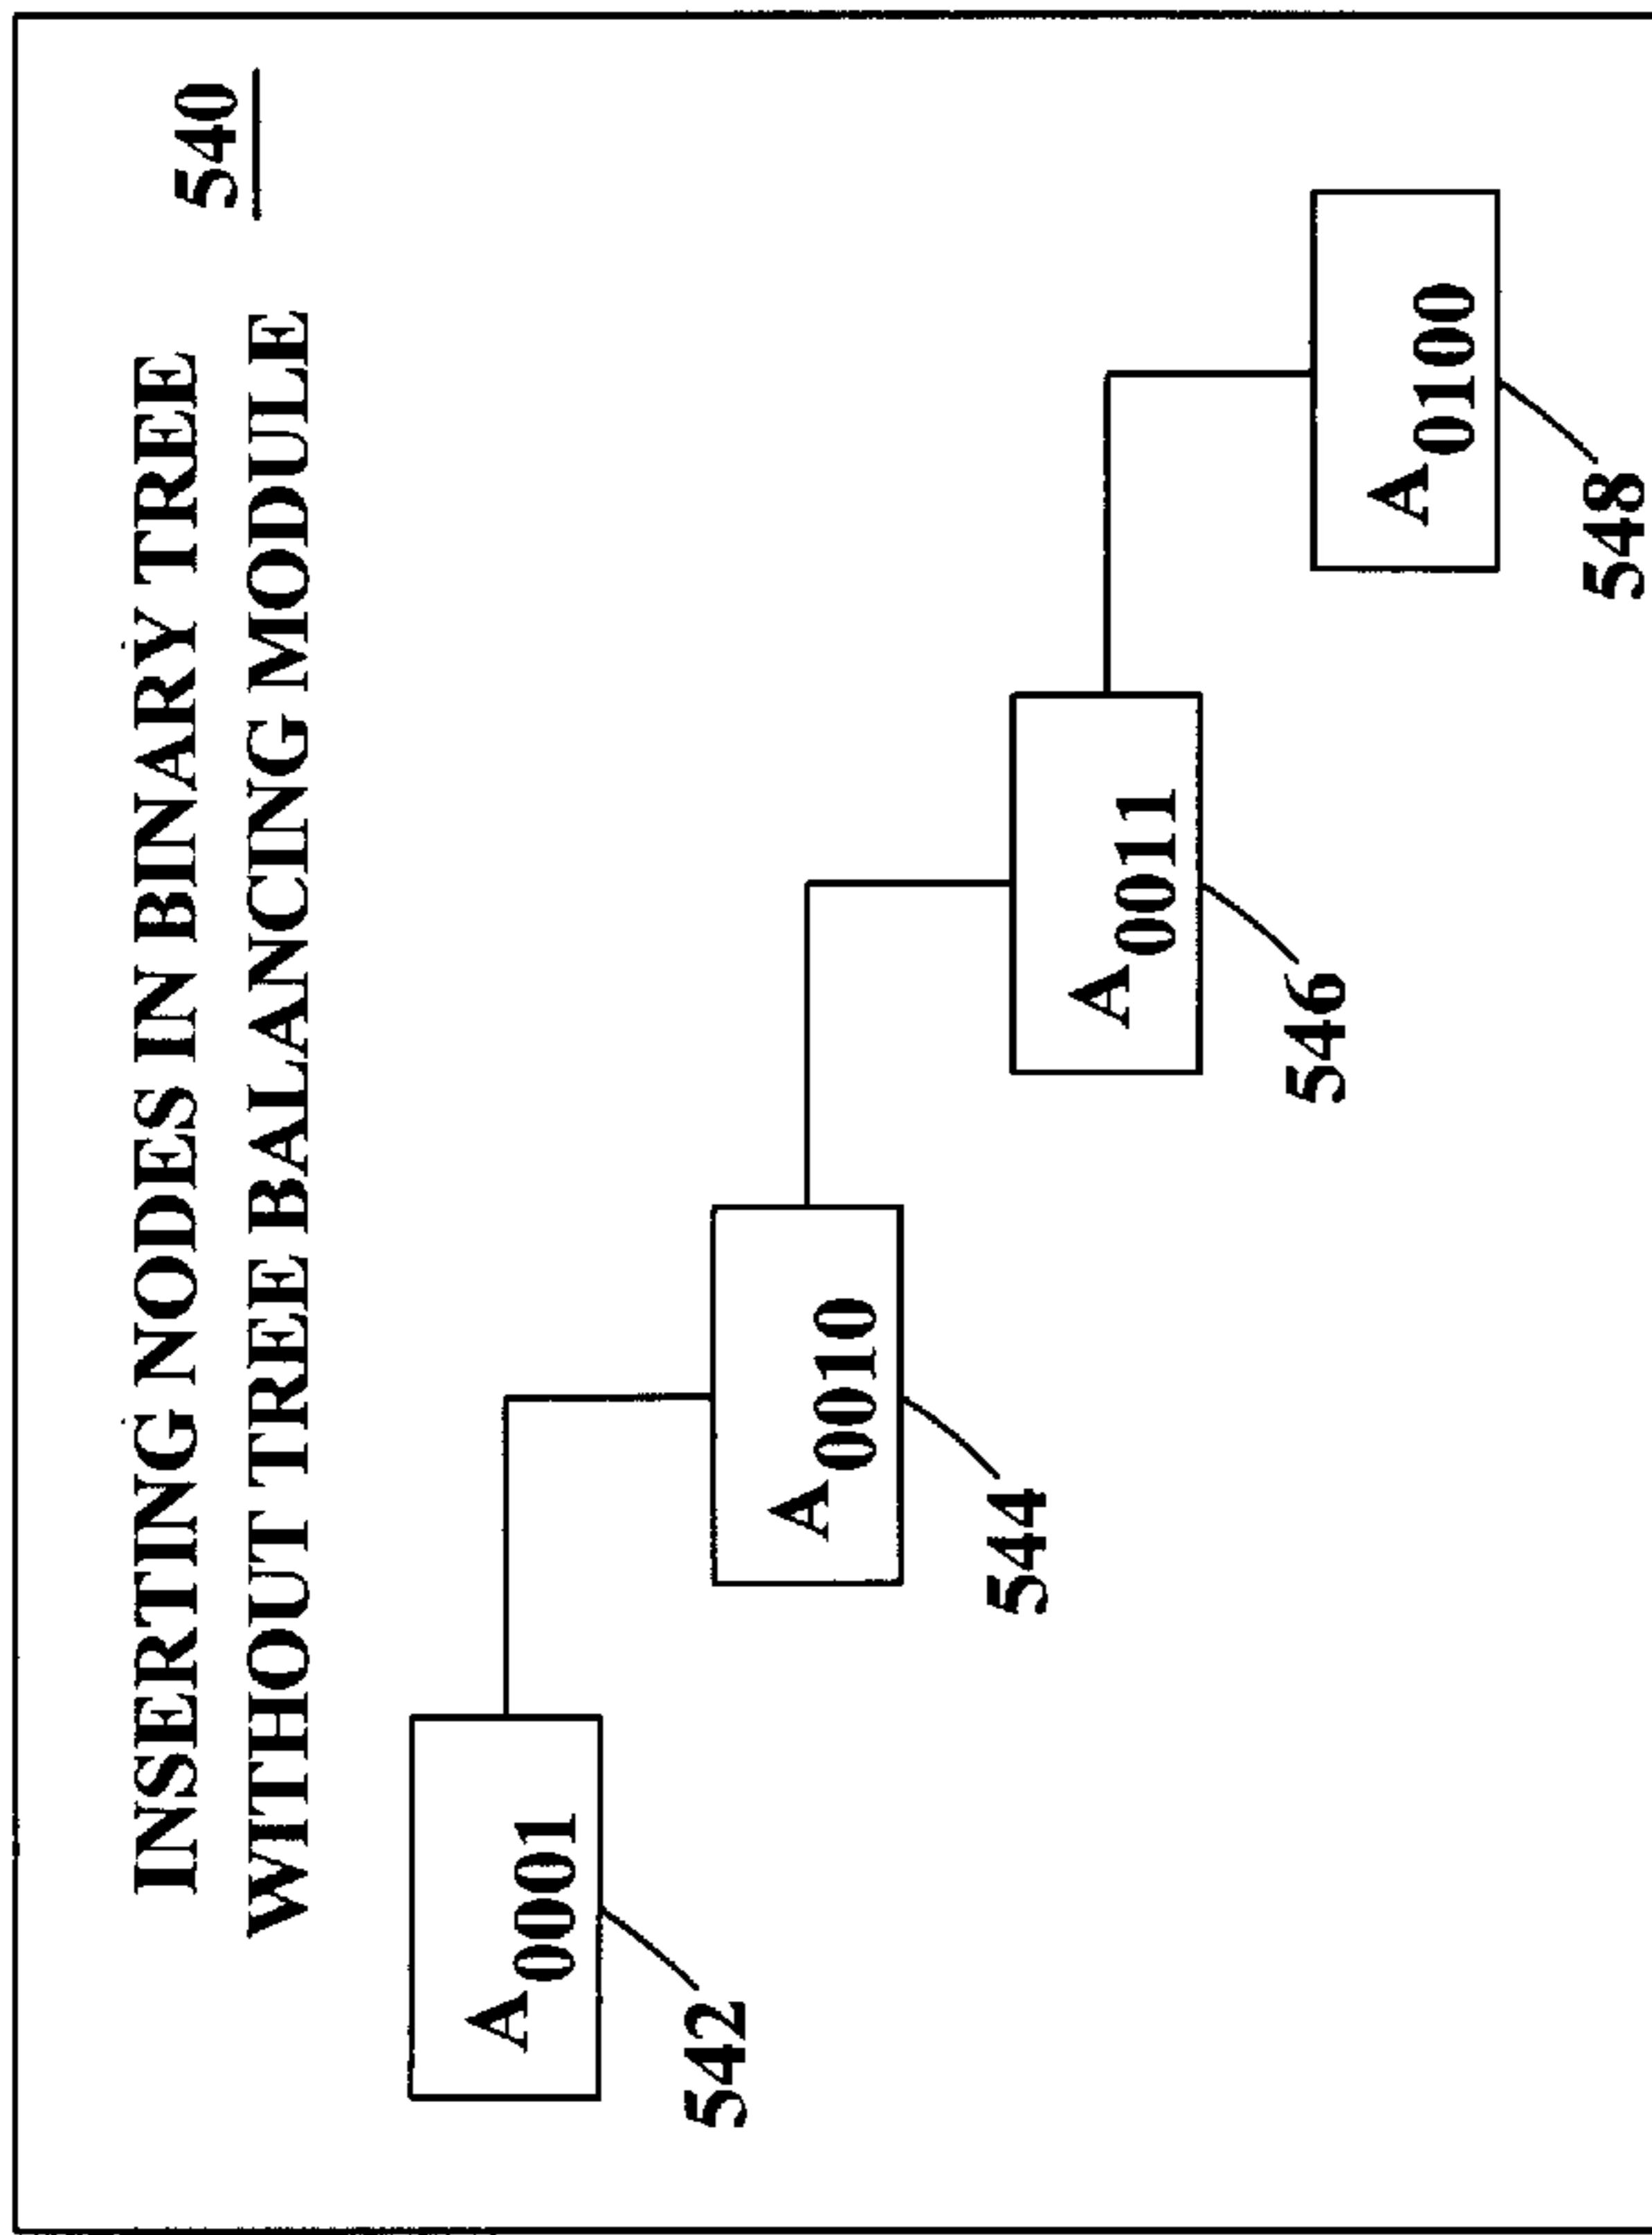 INSERTING NODES IN BINARY TREE
WITHOUT TREE BALANCING MODULE
540
A0001
542
A0010
544
A0011
546
A0100
548